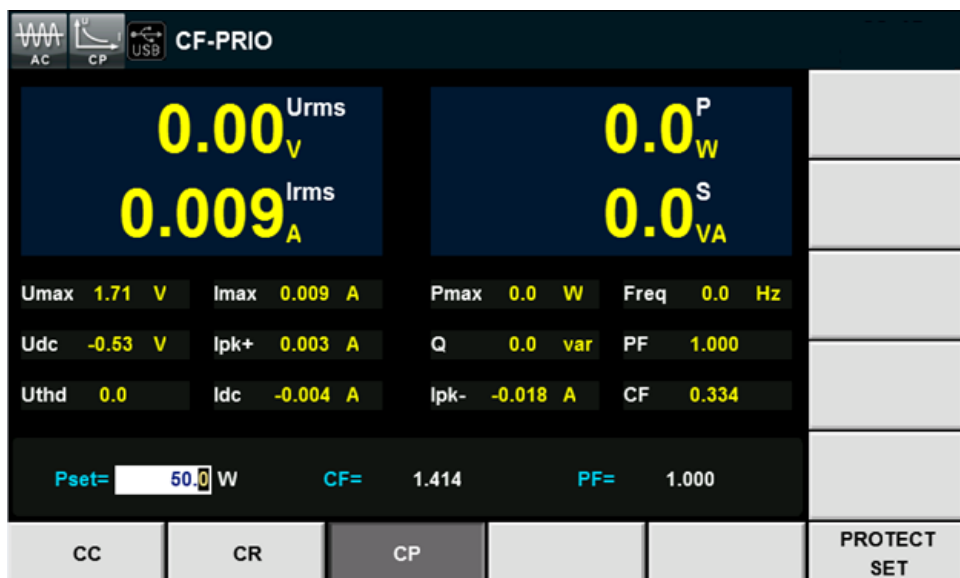 AC
U
I
CP
USB
CF-PRIO
0.00 Urms V
0.0 P W
0.009 Irms A
0.0 S VA
Umax 1.71 V Imax 0.009 A Pmax 0.0 W Freq 0.0 Hz
Udc -0.53 V Ipk+ 0.003 A Q 0.0 var PF 1.000
Uthd 0.0 Idc -0.004 A Ipk- -0.018 A CF 0.334
Pset= 50.0 W CF= 1.414 PF= 1.000
CC CR CP PROTECT
SET